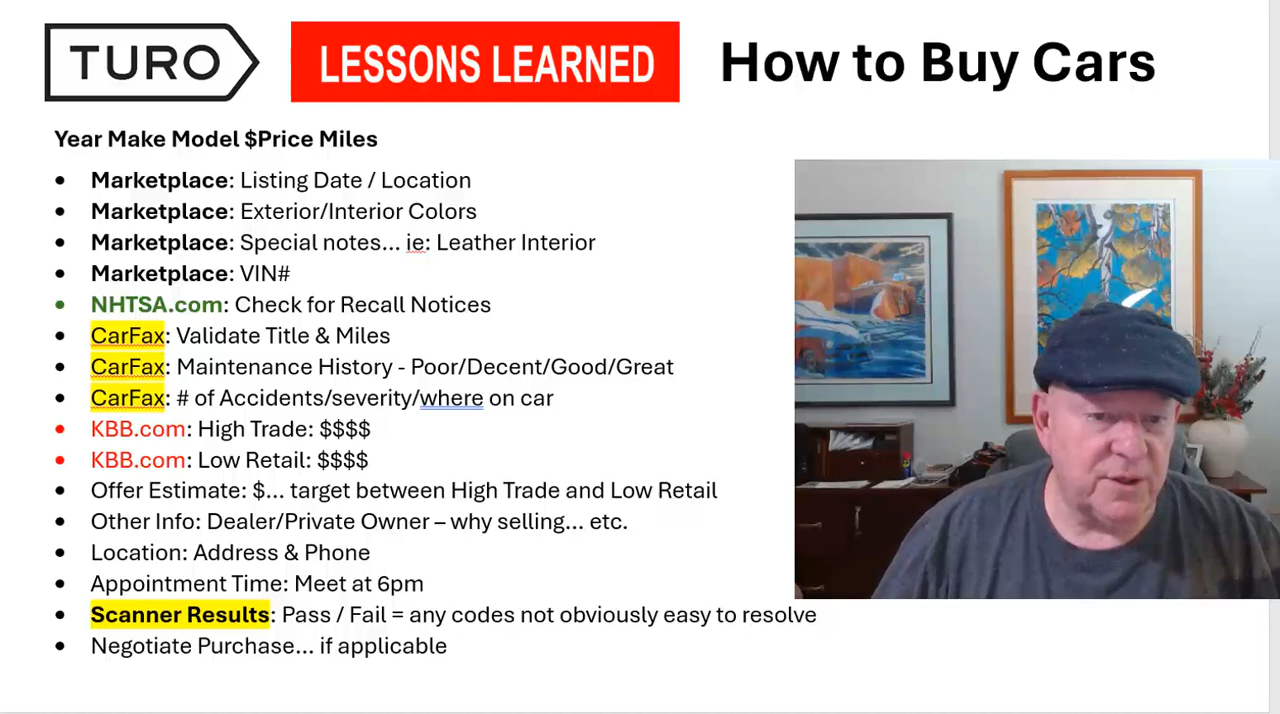 TURO
LESSONS LEARNED
How to Buy Cars
Year Make Model $Price Miles
• Marketplace: Listing Date / Location
• Marketplace: Exterior/Interior Colors
• Marketplace: Special notes... ie: Leather Interior
• Marketplace: VIN#
• NHTSA.com: Check for Recall Notices
• CarFax: Validate Title & Miles
• CarFax: Maintenance History - Poor/Decent/Good/Great
• CarFax: # of Accidents/severity/where on car
• KBB.com: High Trade: $$$$
• KBB.com: Low Retail: $$$$
• Offer Estimate: $... target between High Trade and Low Retail
• Other Info: Dealer/Private Owner – why selling... etc.
• Location: Address & Phone
• Appointment Time: Meet at 6pm
• Scanner Results: Pass / Fail = any codes not obviously easy to resolve
• Negotiate Purchase... if applicable